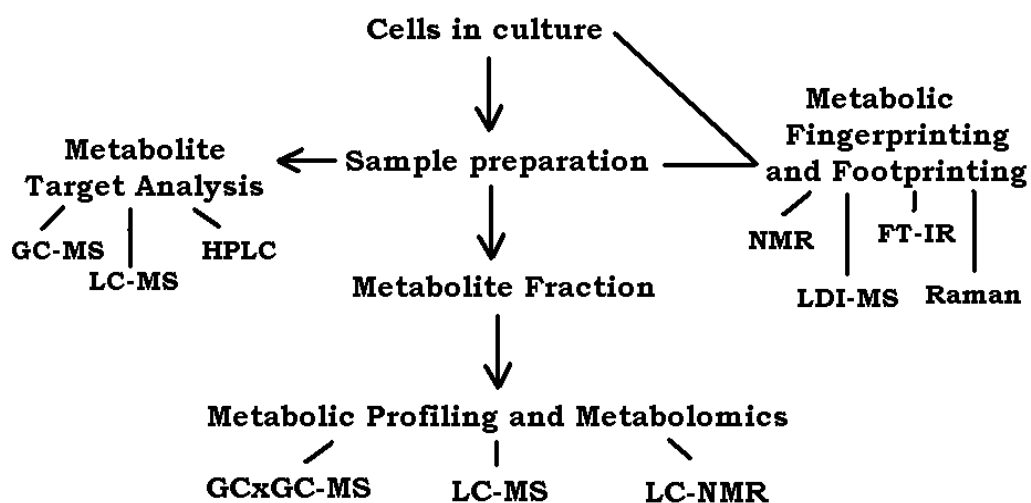 Cells in culture
Metabolic
Fingerprinting
and Footprinting
Metabolite
Target Analysis
Sample preparation
GC-MS
LC-MS
HPLC
NMR
FT-IR
LDI-MS
Raman
Metabolite Fraction
Metabolic Profiling and Metabolomics
GCxGC-MS
LC-MS
LC-NMR